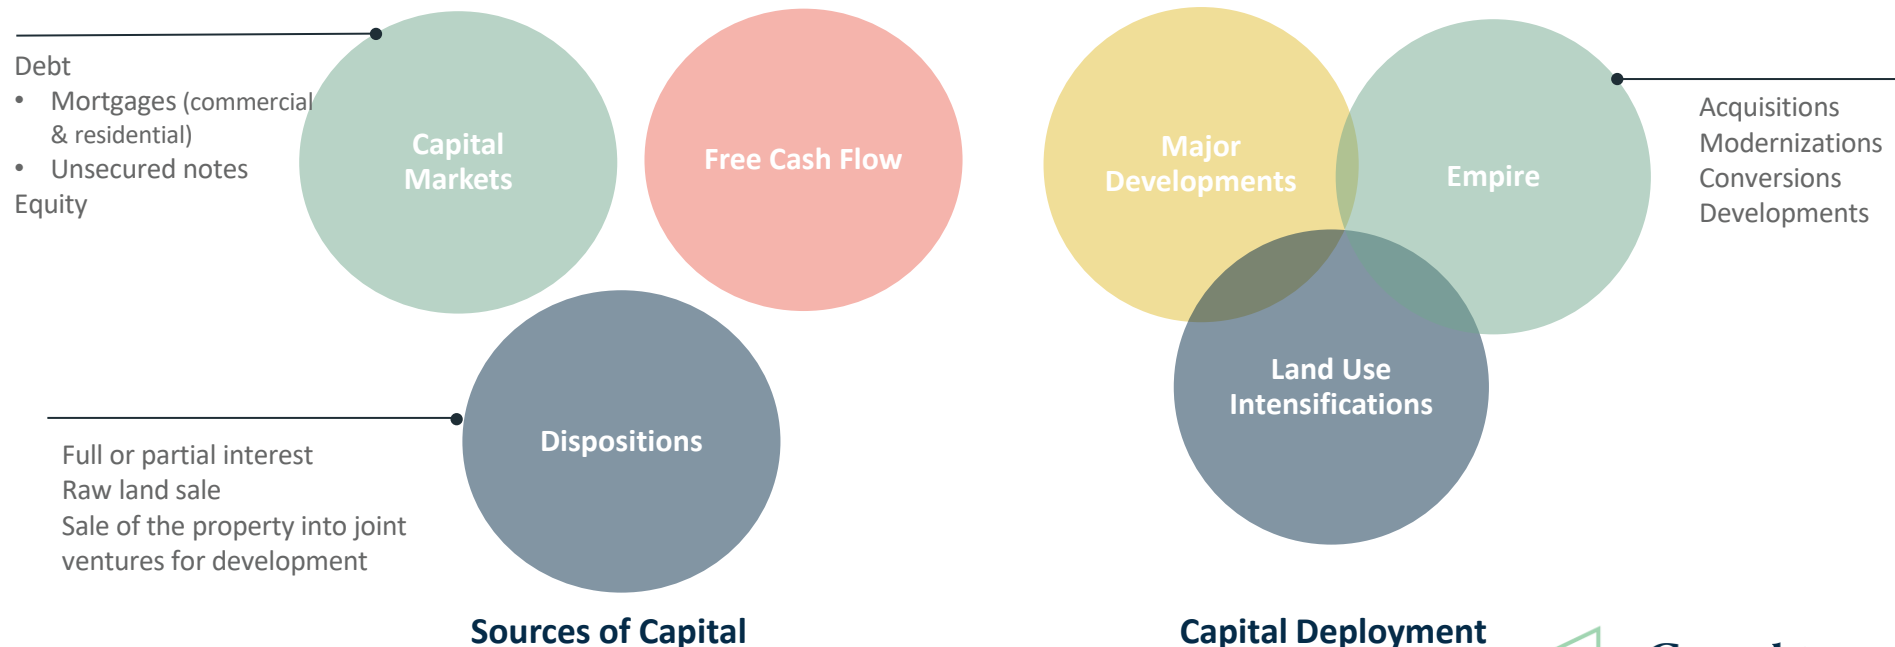 Debt
• Mortgages (commercial
& residential)
• Unsecured notes
Equity
Capital
Markets
Free Cash Flow
Full or partial interest
Raw land sale
Sale of the property into joint
ventures for development
Dispositions
Sources of Capital
Major
Developments
Empire
Acquisitions
Modernizations
Conversions
Developments
Land Use
Intensifications
Capital Deployment